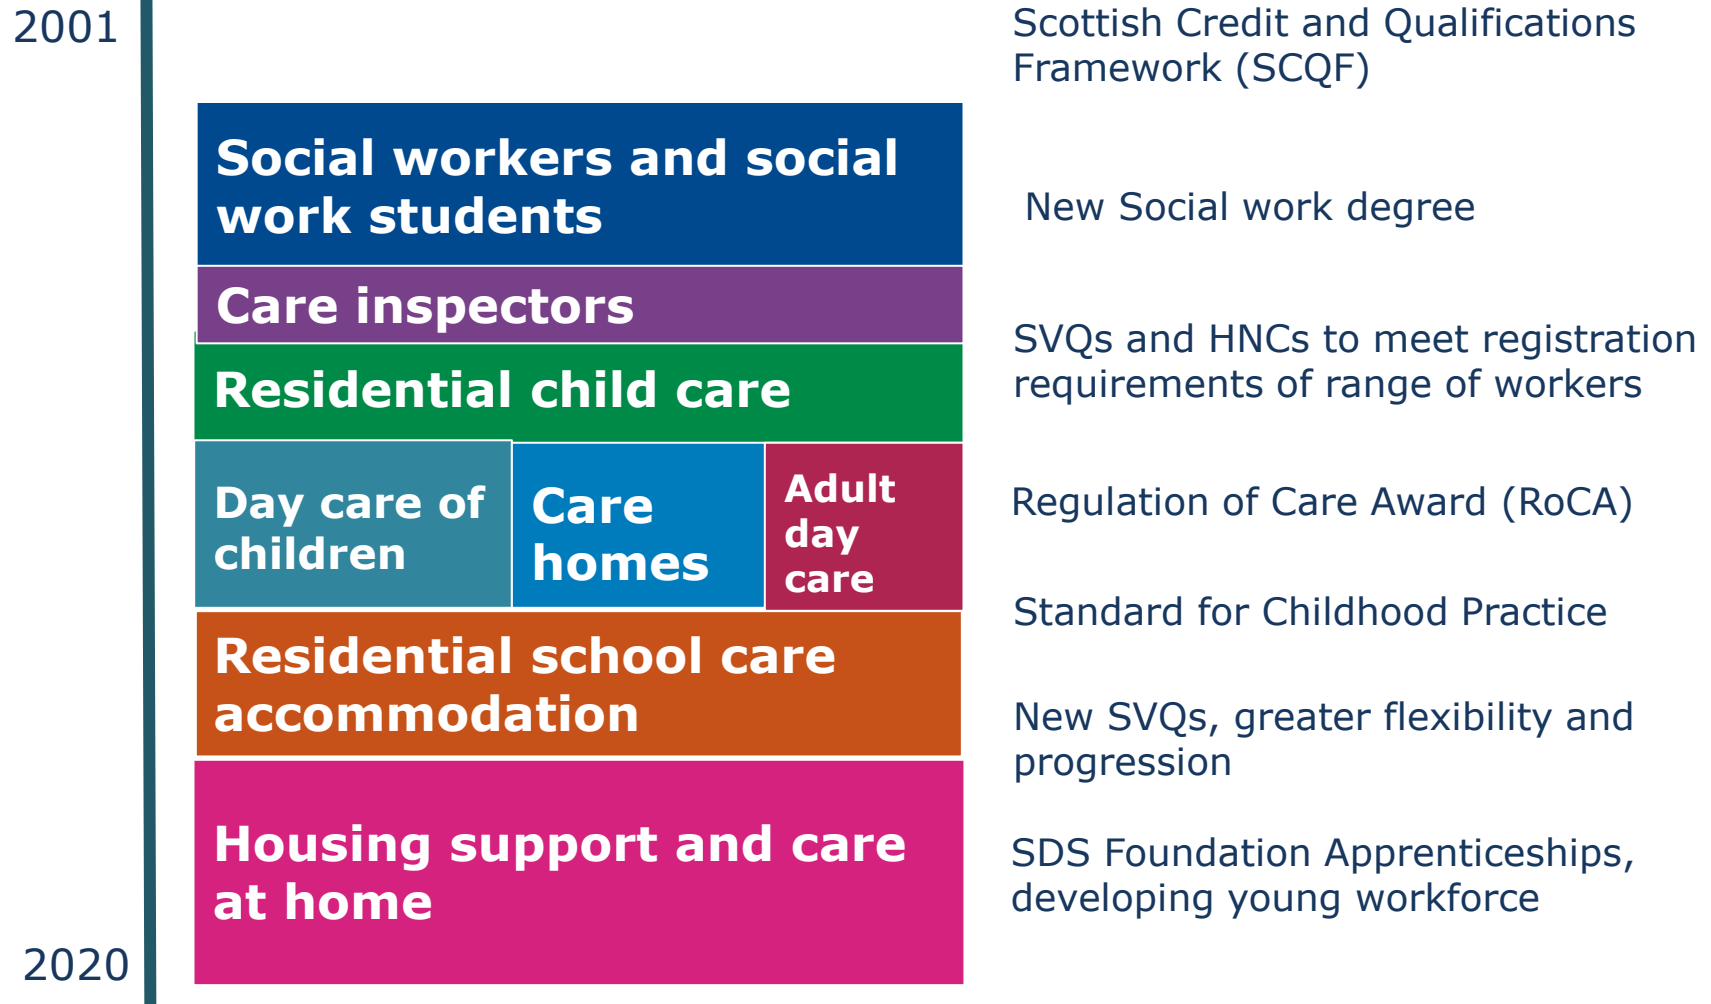 2001
Scottish Credit and Qualifications
Framework (SCQF)
Social workers and social
work students
New Social work degree
Care inspectors
SVQs and HNCs to meet registration
requirements of range of workers
Residential child care
Day care of
children
Care
homes
Adult
day
care
Regulation of Care Award (RoCA)
Standard for Childhood Practice
Residential school care
accommodation
New SVQs, greater flexibility and
progression
Housing support and care
at home
SDS Foundation Apprenticeships,
developing young workforce
2020